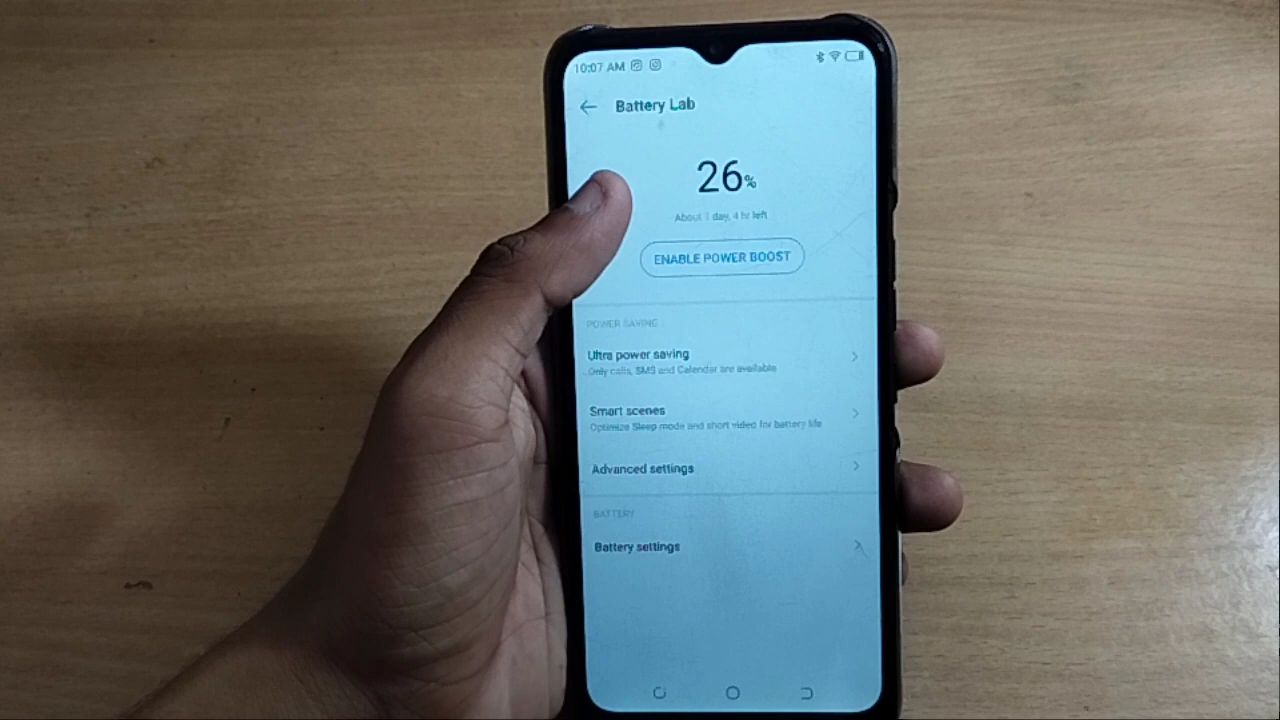 10:07 AM
Battery Lab
26%
About 1 day, 4 hr left
ENABLE POWER BOOST
POWER SAVING
Ultra power saving
Only calls, SMS and Calendar are available
Smart scenes
Optimize Sleep mode and short video for battery life
Advanced settings
BATTERY
Battery settings